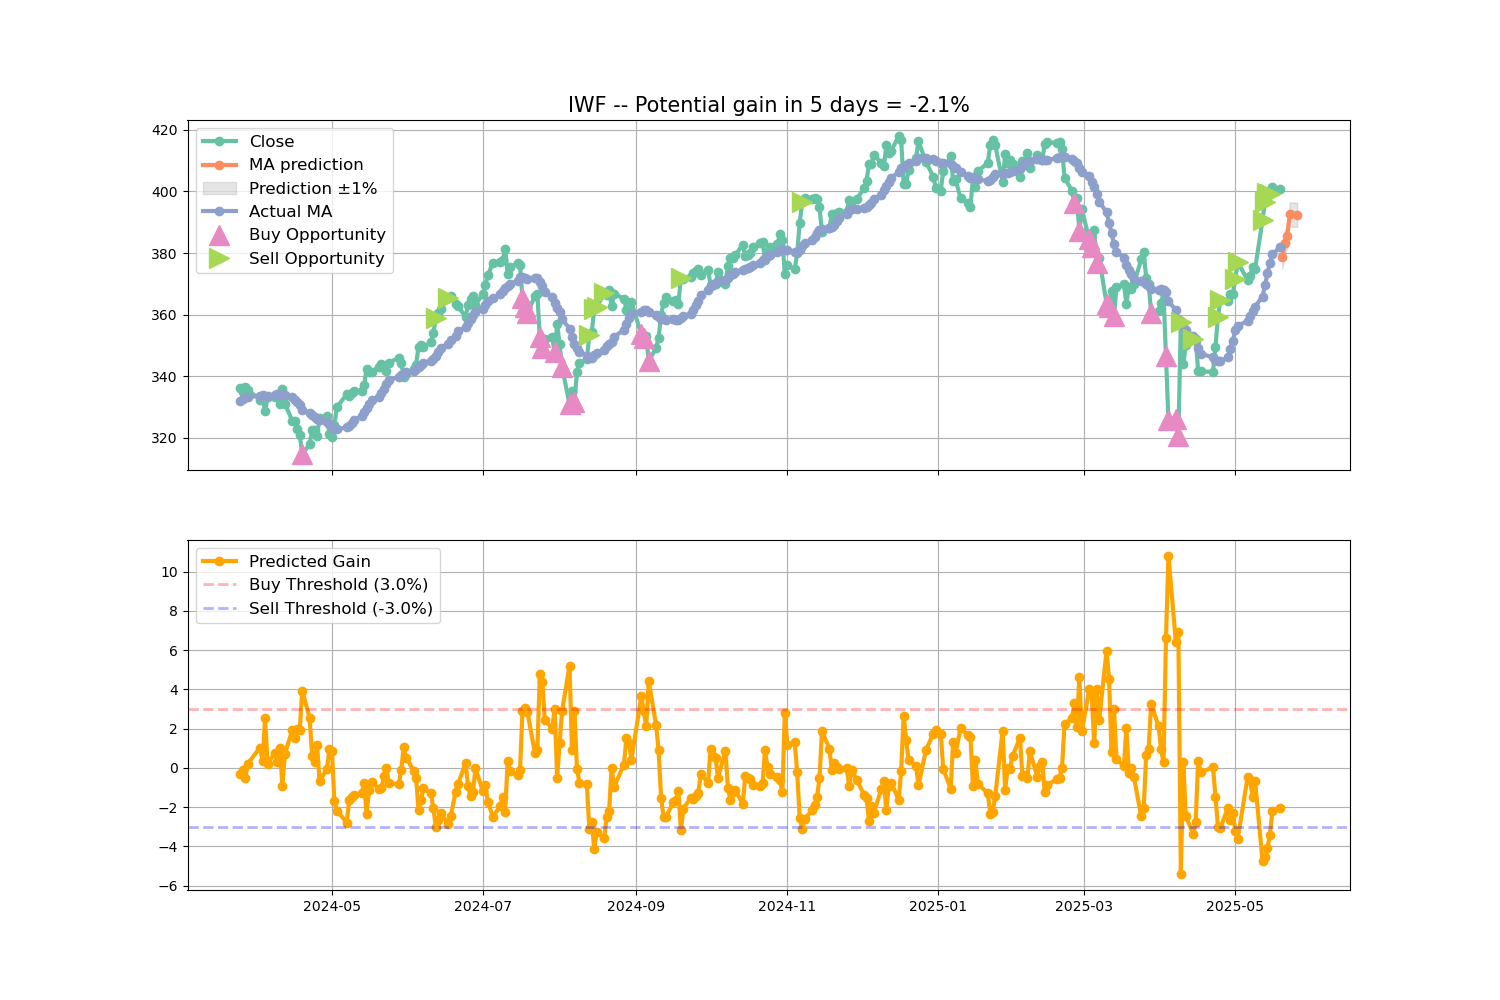 IWF -- Potential gain in 5 days = -2.1%
420
400
380
360
340
320
Close
MA prediction
Prediction ±1%
Actual MA
Buy Opportunity
Sell Opportunity
10
8
6
4
2
0
−2
−4
−6
Predicted Gain
Buy Threshold (3.0%)
Sell Threshold (-3.0%)
2024-05
2024-07
2024-09
2024-11
2025-01
2025-03
2025-05